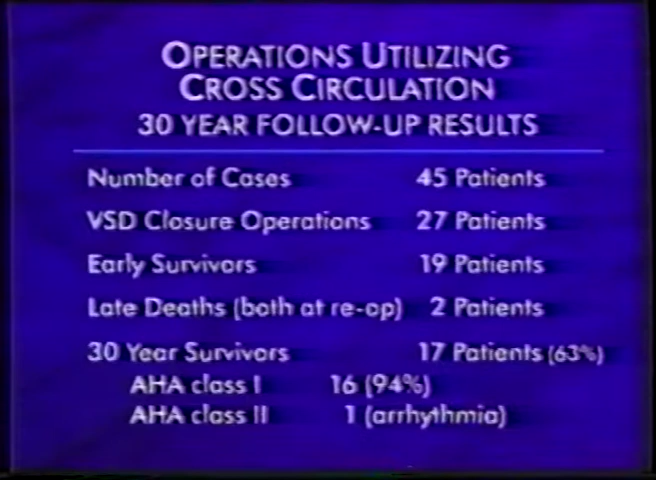 OPERATIONS UTILIZING
CROSS CIRCULATION
30 YEAR FOLLOW-UP RESULTS
Number of Cases 45 Patients
VSD Closure Operations 27 Patients
Early Survivors 19 Patients
Late Deaths (both at re-op) 2 Patients
30 Year Survivors 17 Patients (63%)
AHA class I 16 (94%)
AHA class II 1 (arrhythmia)